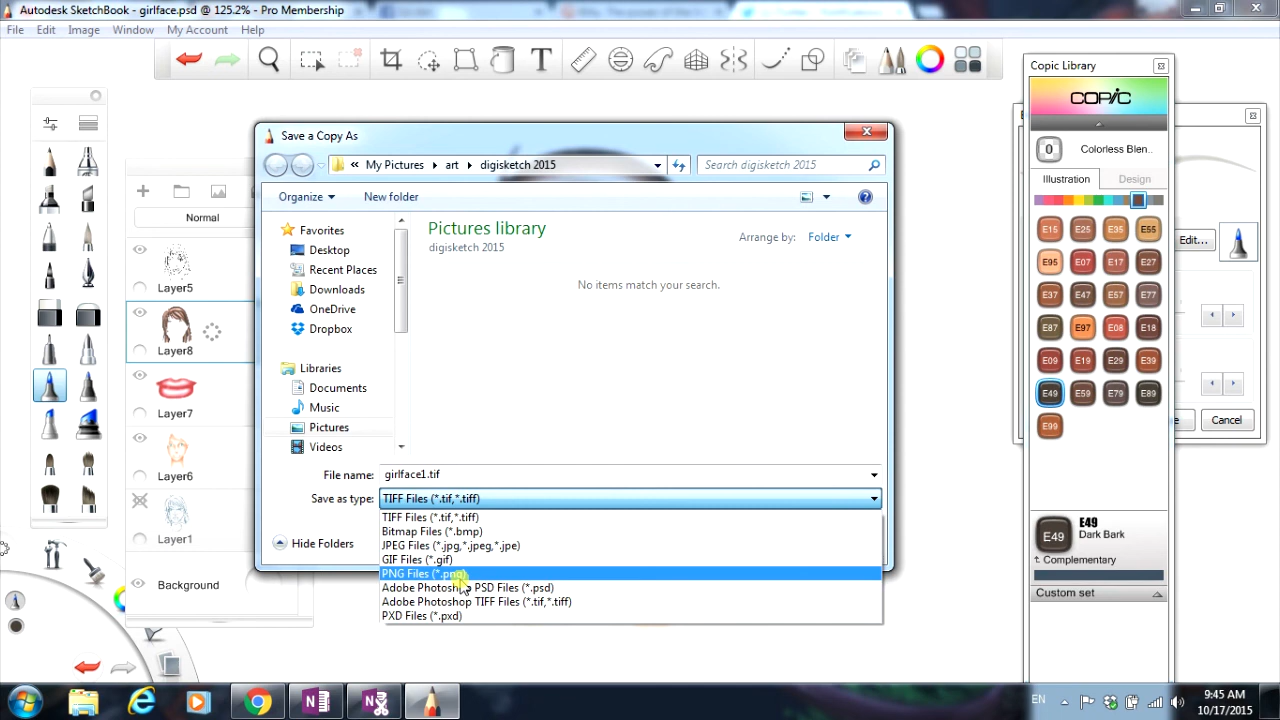 Autodesk SketchBook - girlface.psd @ 125.2% - Pro Membership
File Edit Image Window My Account Help
T
Copic Library
COPIC
0 Colorless Blen..
Illustration Design
E15 E25 E35 E55
E95 E07 E17 E27
E37 E47 E57 E77
E87 E97 E08 E18
E09 E19 E29 E39
E49 E59 E79 E89
E99
E49 E49
Dark Bark
Complementary
Custom set
Edit...
Cancel
Normal
Layer5
Layer8
Layer7
Layer6
Layer1
Background
Save a Copy As
« My Pictures art digisketch 2015 Search digisketch 2015
Organize New folder
Favorites
Desktop
Recent Places
Downloads
OneDrive
Dropbox
Libraries
Documents
Music
Pictures
Videos
Pictures library
digisketch 2015
Arrange by: Folder
No items match your search.
File name: girlface1.tif
Save as type: TIFF Files (*.tif,*.tiff)
TIFF Files (*.tif,*.tiff)
Bitmap Files (*.bmp)
JPEG Files (*.jpg,*.jpeg,*.jpe)
GIF Files (*.gif)
PNG Files (*.png)
Adobe Photoshop PSD Files (*.psd)
Adobe Photoshop TIFF Files (*.tif,*.tiff)
PXD Files (*.pxd)
Hide Folders
EN
9:45 AM
10/17/2015